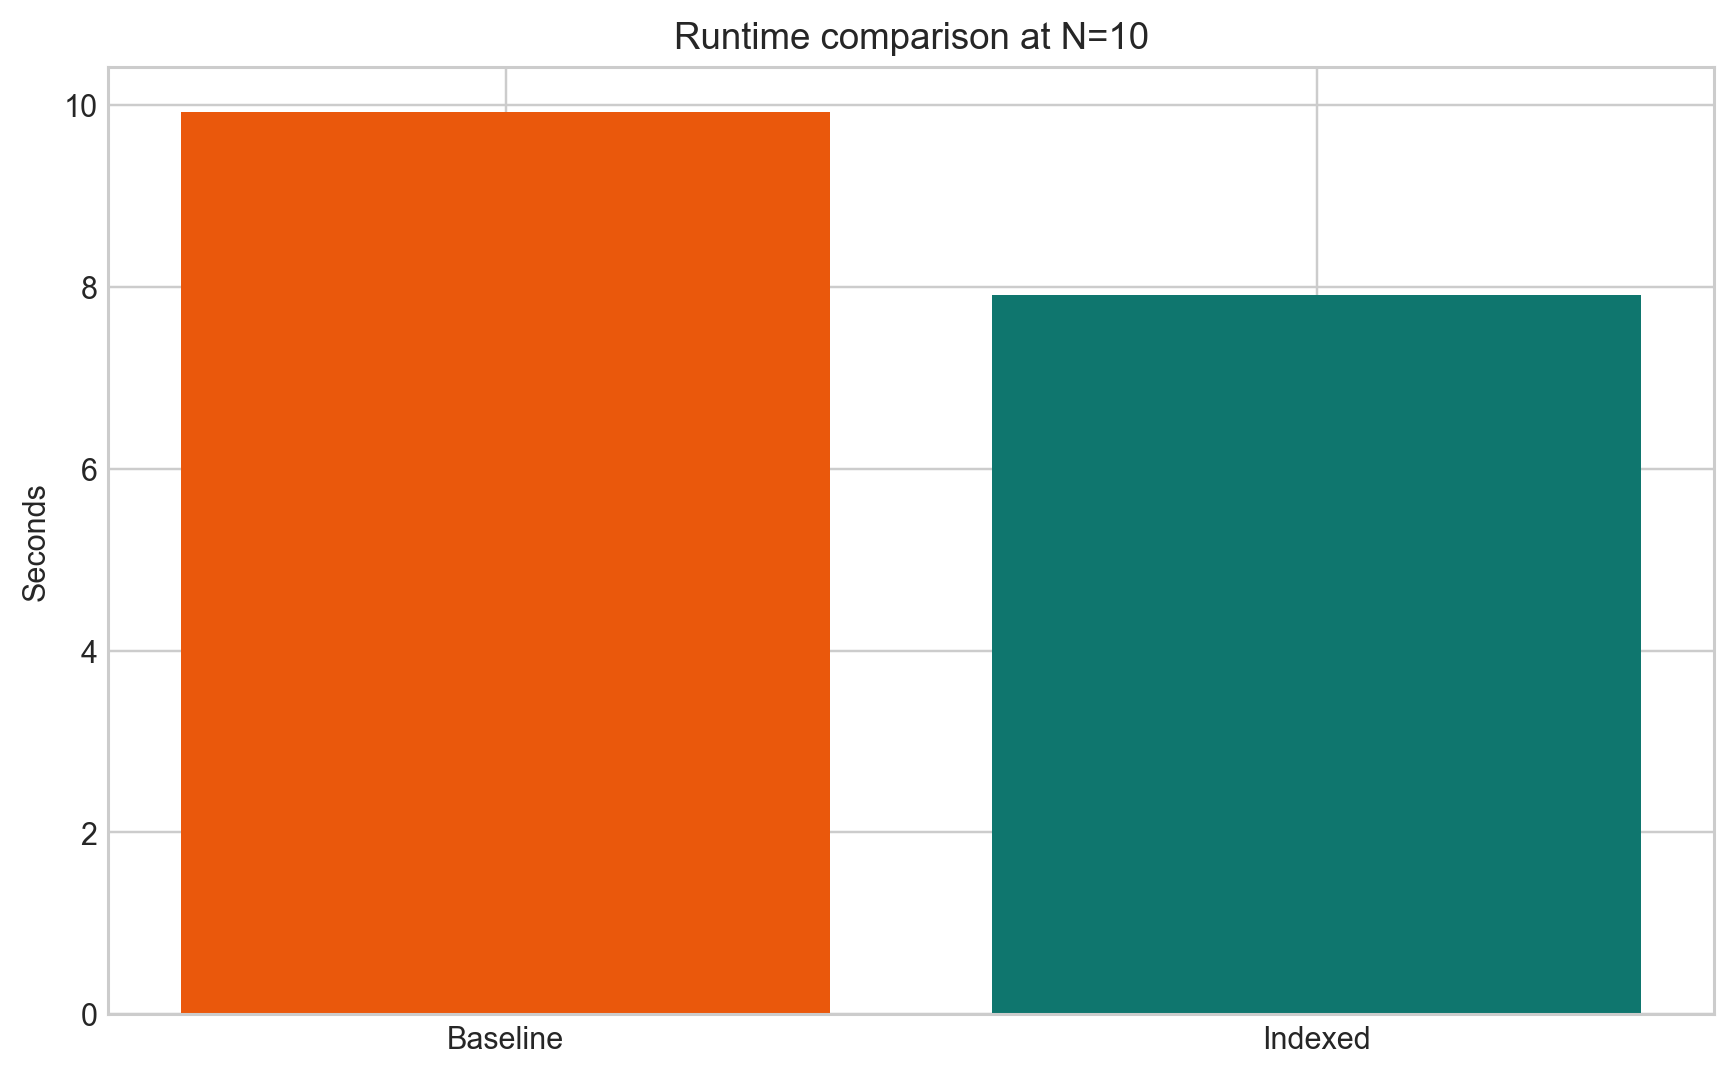 Runtime comparison at N=10
10
8
6
4
2
0
Seconds
Baseline
Indexed